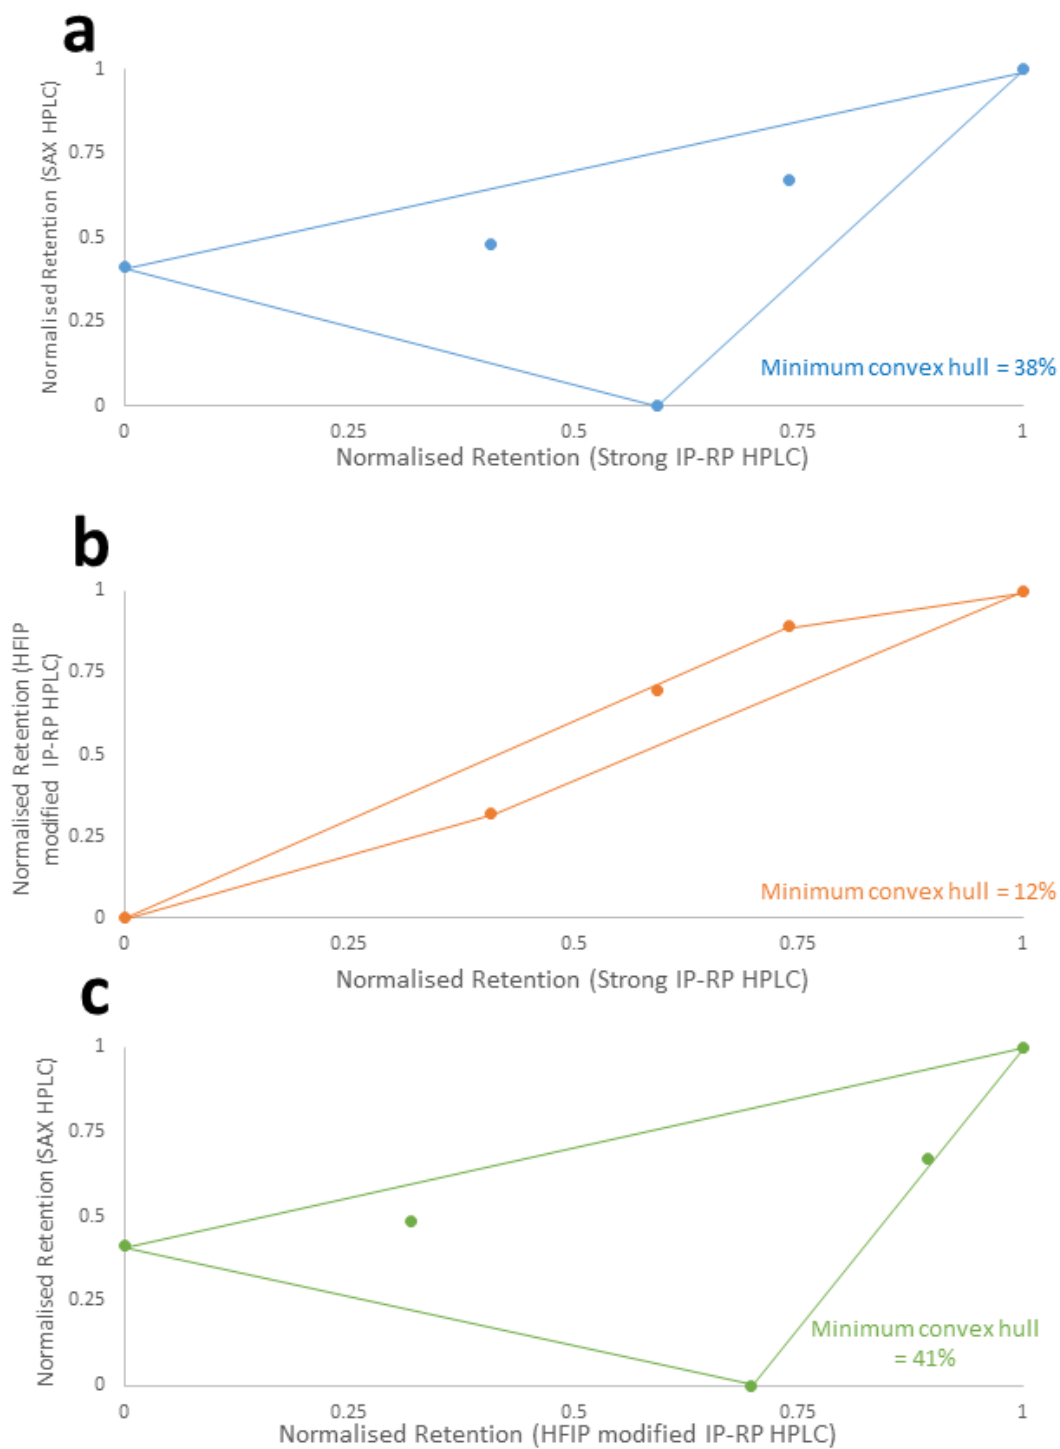 a
Normalised Retention (SAX HPLC)
1
0.75
0.5
0.25
0
Minimum convex hull = 38%
0
0.25
0.5
0.75
1
Normalised Retention (Strong IP-RP HPLC)
b
Normalised Retention (HFIP
modified IP-RP HPLC)
1
0.75
0.5
0.25
0
Minimum convex hull = 12%
0
0.25
0.5
0.75
1
Normalised Retention (Strong IP-RP HPLC)
c
Normalised Retention (SAX HPLC)
1
0.75
0.5
0.25
0
Minimum convex hull
= 41%
0
0.25
0.5
0.75
1
Normalised Retention (HFIP modified IP-RP HPLC)